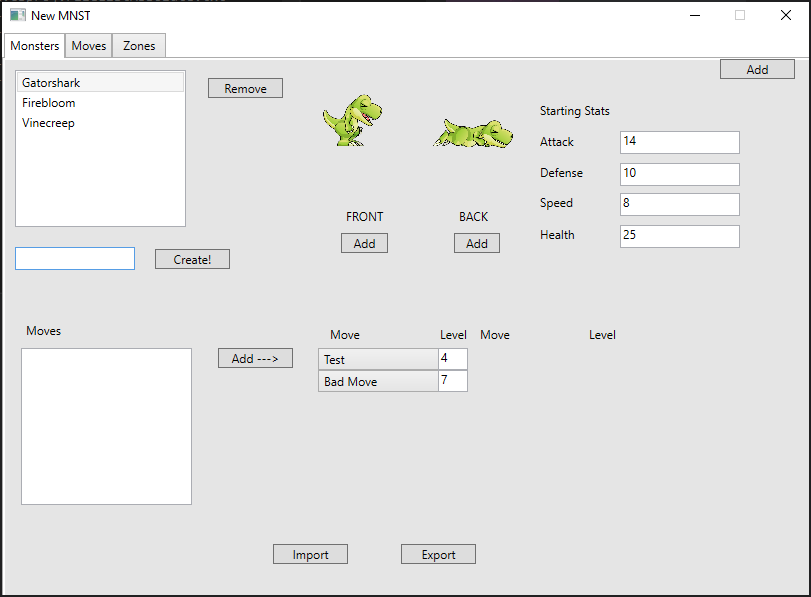 New MNST
Monsters Moves Zones
Add
Gatorshark
Firebloom
Vinecreep
Remove
Starting Stats
Attack 14
Defense 10
Speed 8
Health 25
FRONT BACK
Add Add
Create!
Moves
Add --->
Move Level Move Level
Test 4
Bad Move 7
Import Export